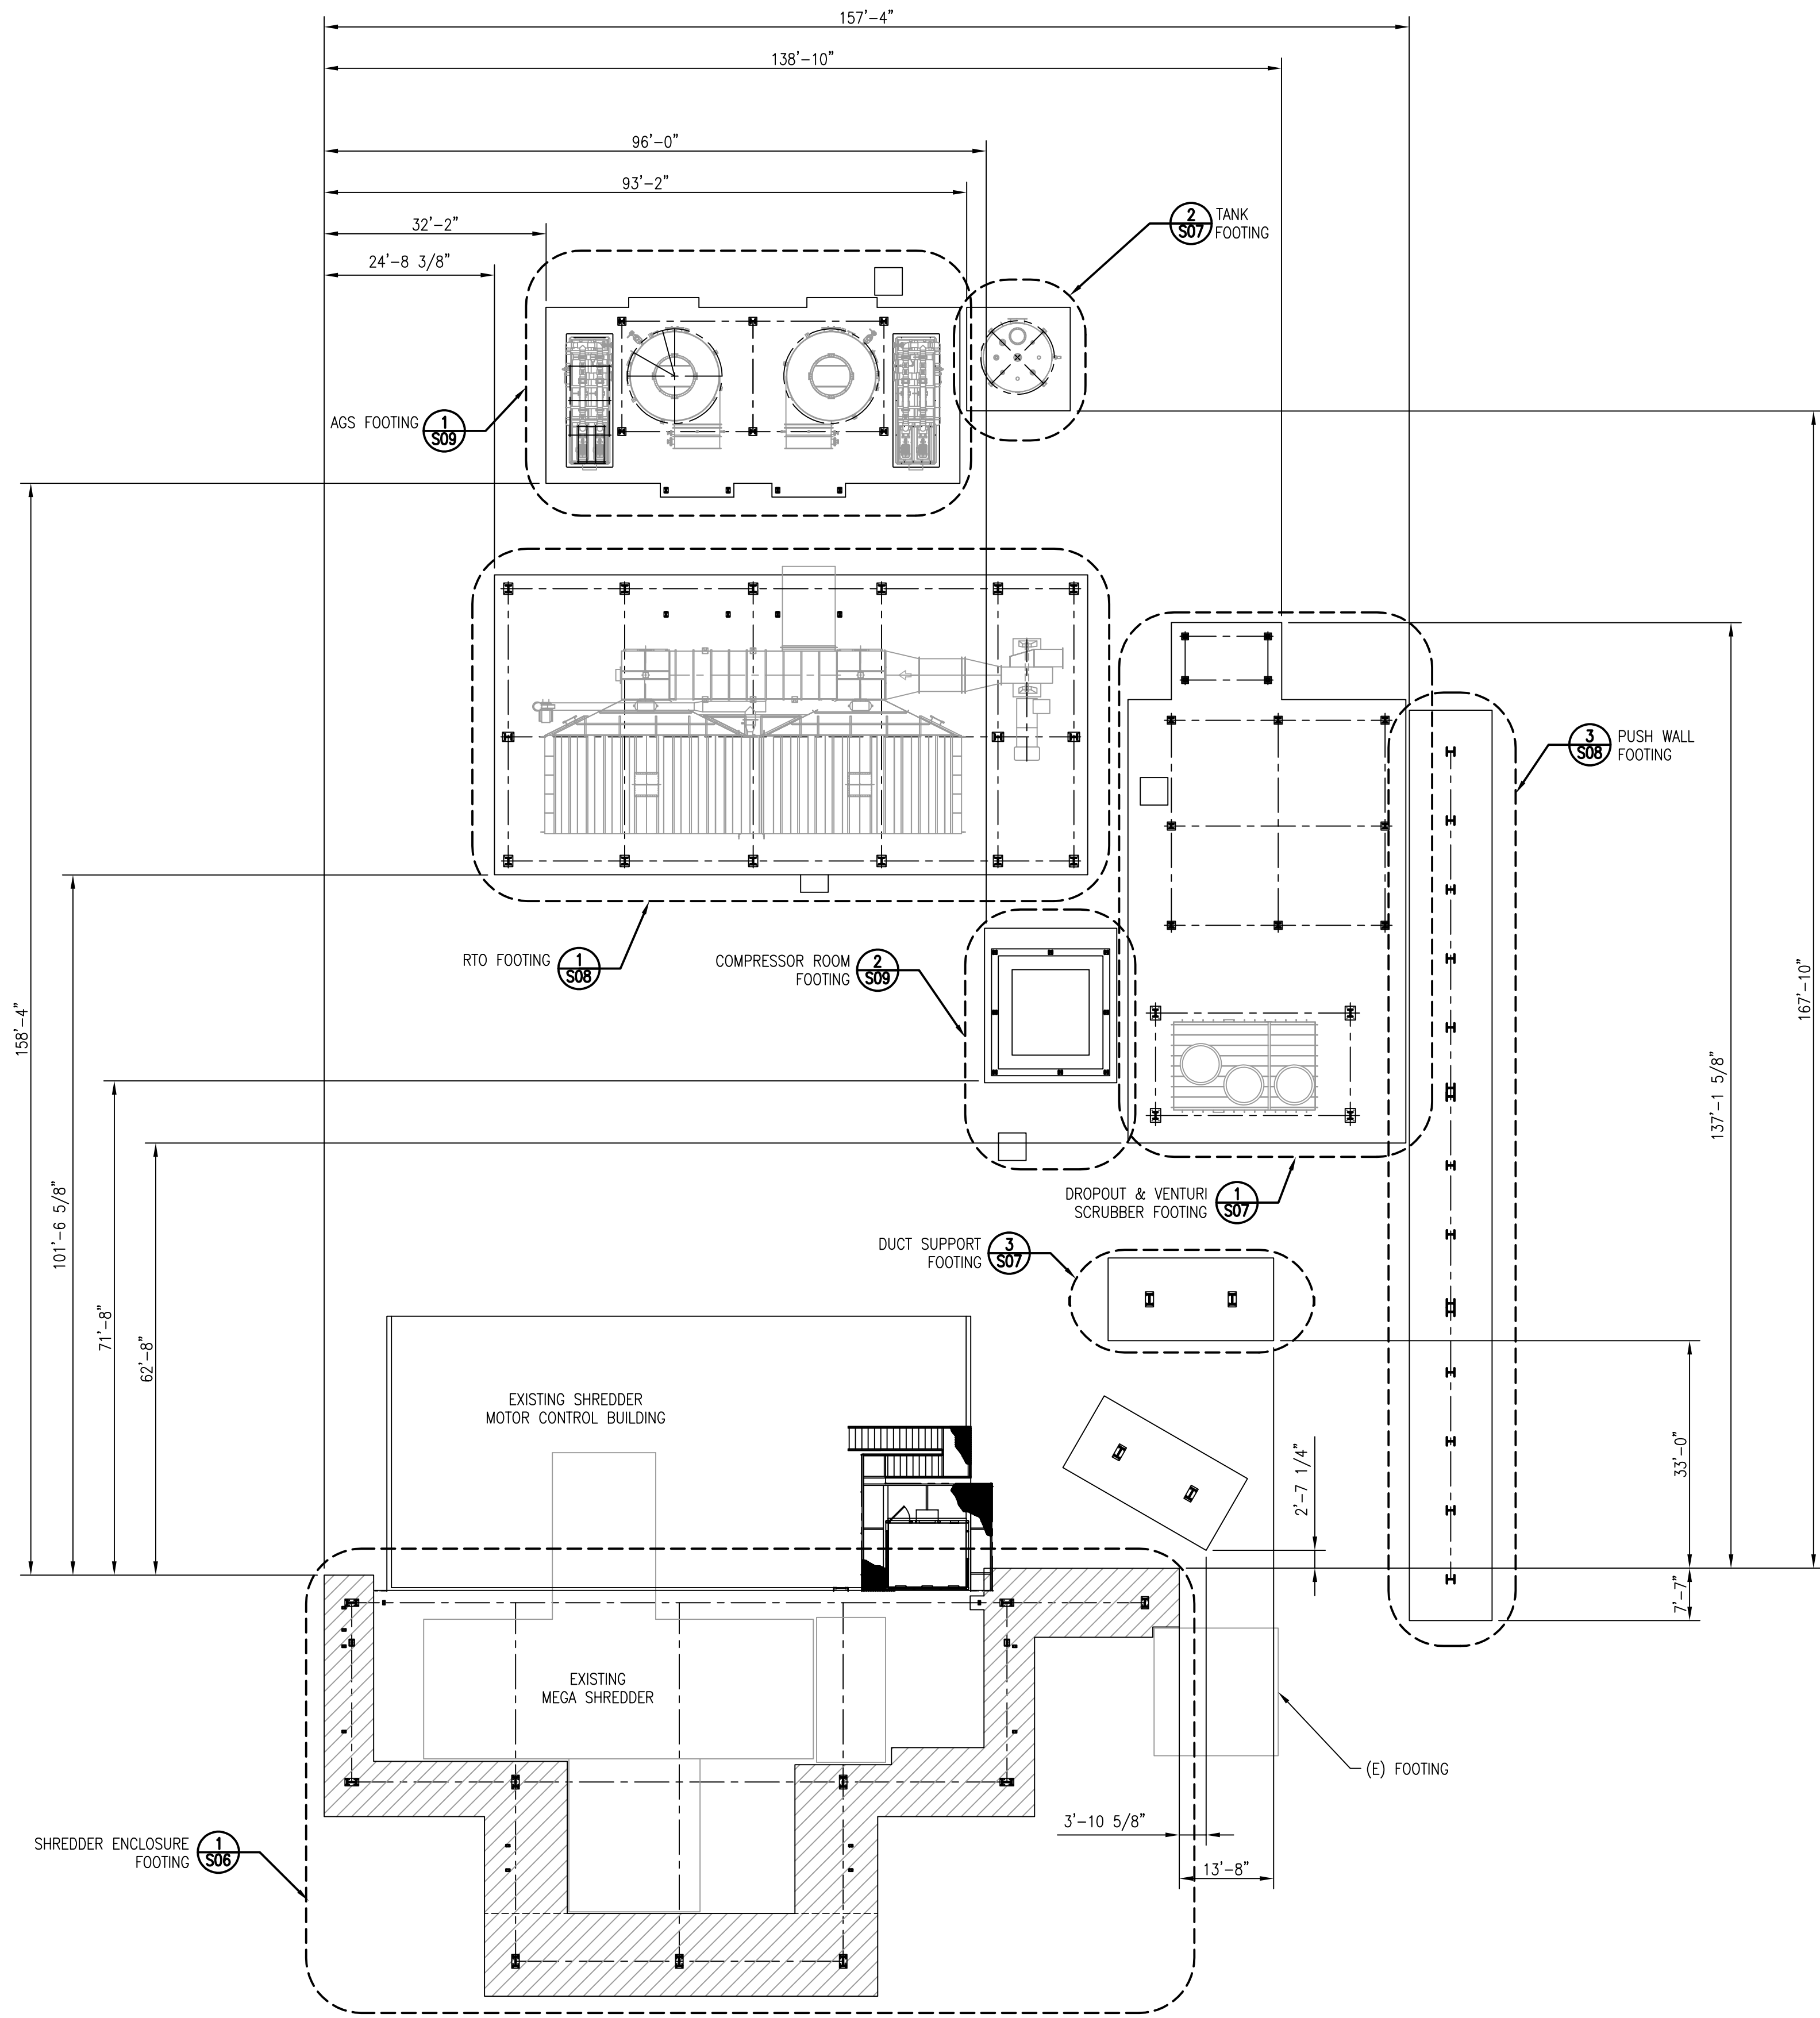 157'-4"
138'-10"
96'-0"
93'-2"
32'-2"
24'-8 3/8"
2
S07
TANK
FOOTING
AGS FOOTING
1
S09
3
S08
PUSH WALL
FOOTING
RTO FOOTING
1
S08
COMPRESSOR ROOM
FOOTING
2
S09
158'-4"
101'-6 5/8"
71'-8"
62'-8"
167'-10"
137'-1 5/8"
DROPOUT & VENTURI
SCRUBBER FOOTING
1
S07
DUCT SUPPORT
FOOTING
3
S07
EXISTING SHREDDER
MOTOR CONTROL BUILDING
2'-7 1/4"
33'-0"
7'-7"
EXISTING
MEGA SHREDDER
(E) FOOTING
3'-10 5/8"
13'-8"
SHREDDER ENCLOSURE
FOOTING
1
S06